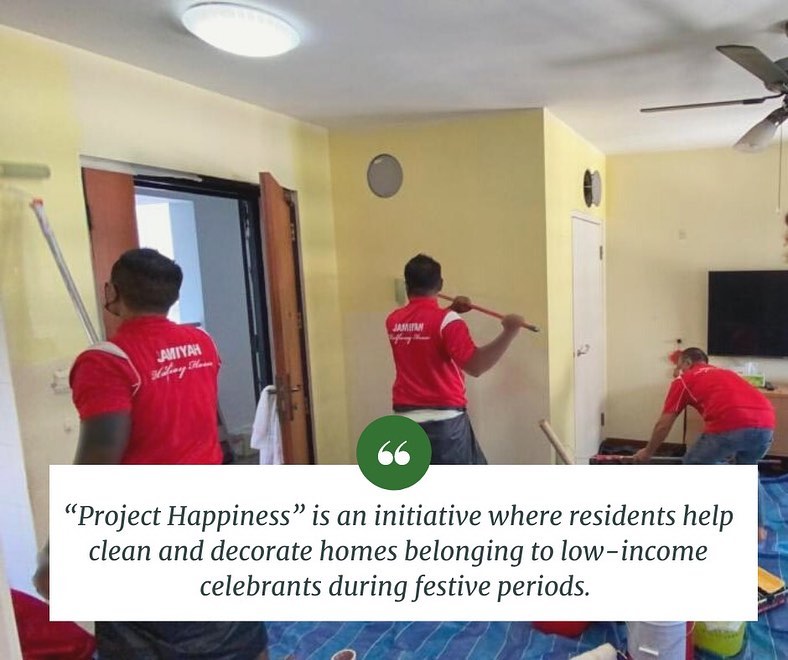 JAMIYAH
Halfway House
JAMIYAH
Halfway House
“Project Happiness” is an initiative where residents help
clean and decorate homes belonging to low-income
celebrants during festive periods.